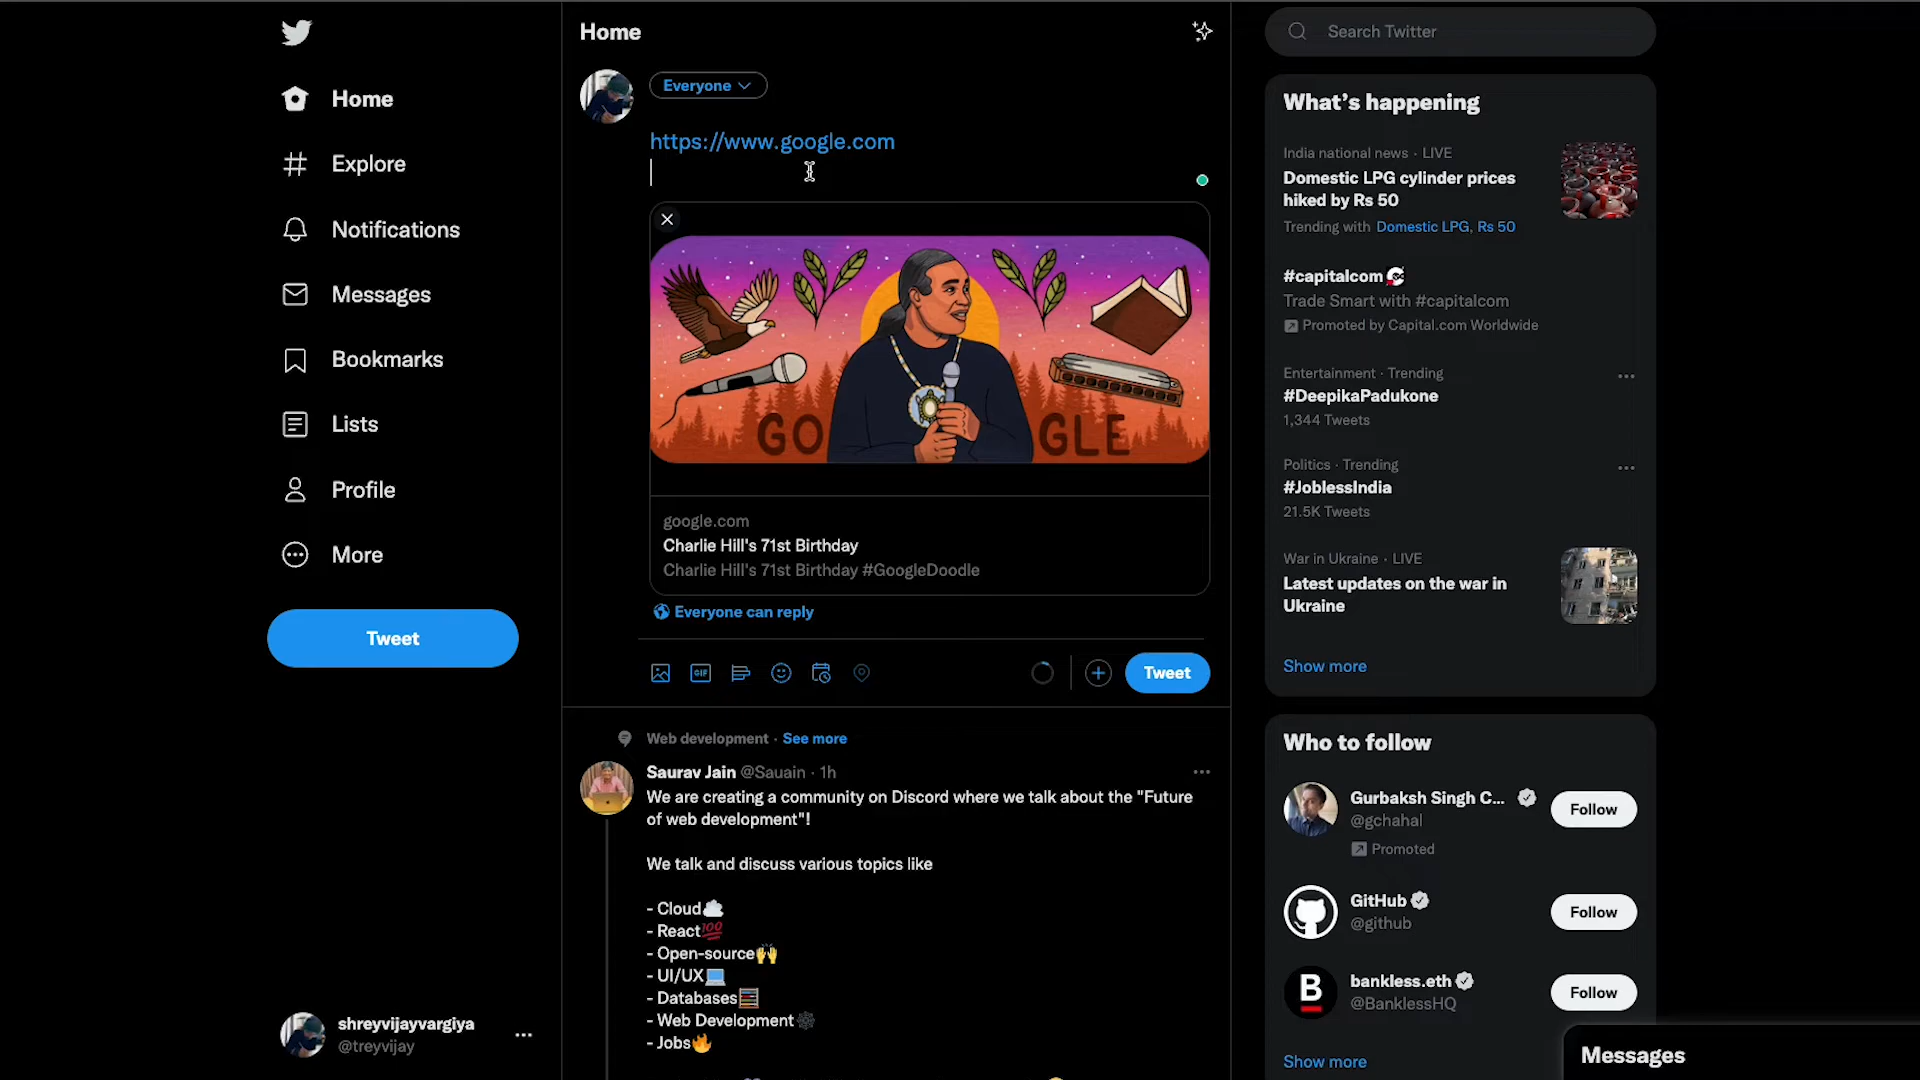 Home
Explore
Notifications
Messages
Bookmarks
Lists
Profile
More
Tweet
shreyvijayvargiya
@treyvijay
Home
Everyone
https://www.google.com
GO GLE
google.com
Charlie Hill's 71st Birthday
Charlie Hill's 71st Birthday #GoogleDoodle
Everyone can reply
GIF
Tweet
Web development · See more
Saurav Jain @Sauain · 1h
We are creating a community on Discord where we talk about the "Future
of web development"!
We talk and discuss various topics like
- Cloud☁️
- React💯
- Open-source🙌
- UI/UX💻
- Databases🧮
- Web Development🕸️
- Jobs🔥
Search Twitter
What's happening
India national news · LIVE
Domestic LPG cylinder prices
hiked by Rs 50
Trending with Domestic LPG, Rs 50
#capitalcom
Trade Smart with #capitalcom
Promoted by Capital.com Worldwide
Entertainment · Trending
#DeepikaPadukone
1,344 Tweets
Politics · Trending
#JoblessIndia
21.5K Tweets
War in Ukraine · LIVE
Latest updates on the war in
Ukraine
Show more
Who to follow
Gurbaksh Singh C...
@gchahal
Promoted
Follow
GitHub
@github
Follow
B
bankless.eth
@BanklessHQ
Follow
Show more
Messages